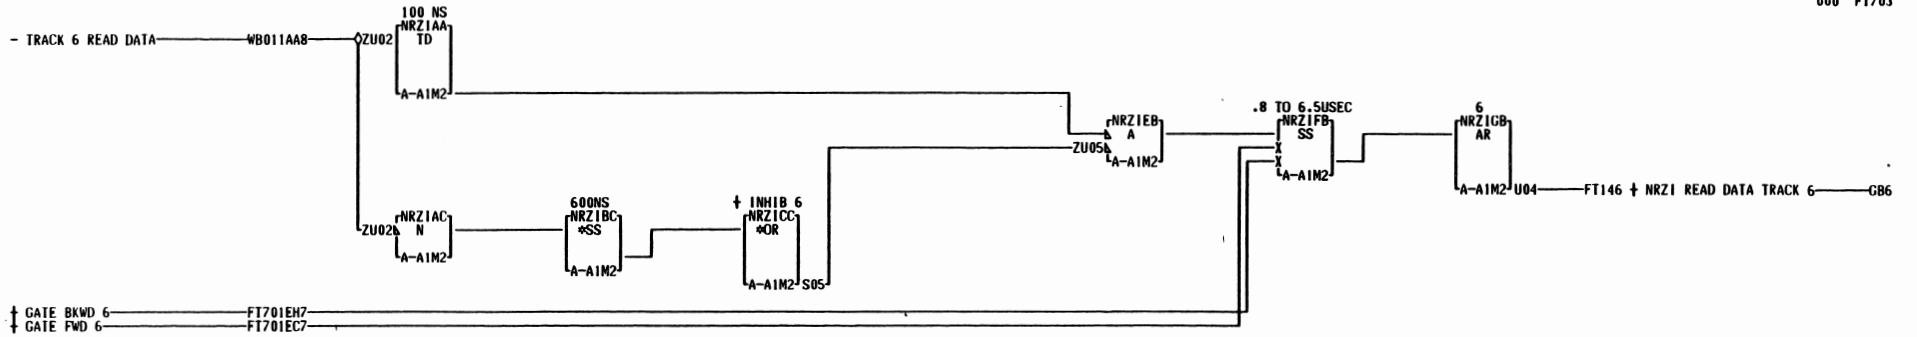 000 FT703
100 NS
NRZIAA
- TRACK 6 READ DATA WB011AA8 ZU02 TD
A-A1M2
.8 TO 6.5USEC 6
NRZIEB NRZIFB NRZIGB
A SS AR
ZU05 X
A-A1M2 X
A-A1M2
A-A1M2 U04 FT146 + NRZI READ DATA TRACK 6 GB6
600NS + INHIB 6
NRZIAC NRZIBC NRZICC
ZU02 N *SS *OR
A-A1M2
A-A1M2
A-A1M2 S05
+ GATE BKWD 6 FT701EH7
+ GATE FWD 6 FT701EC7